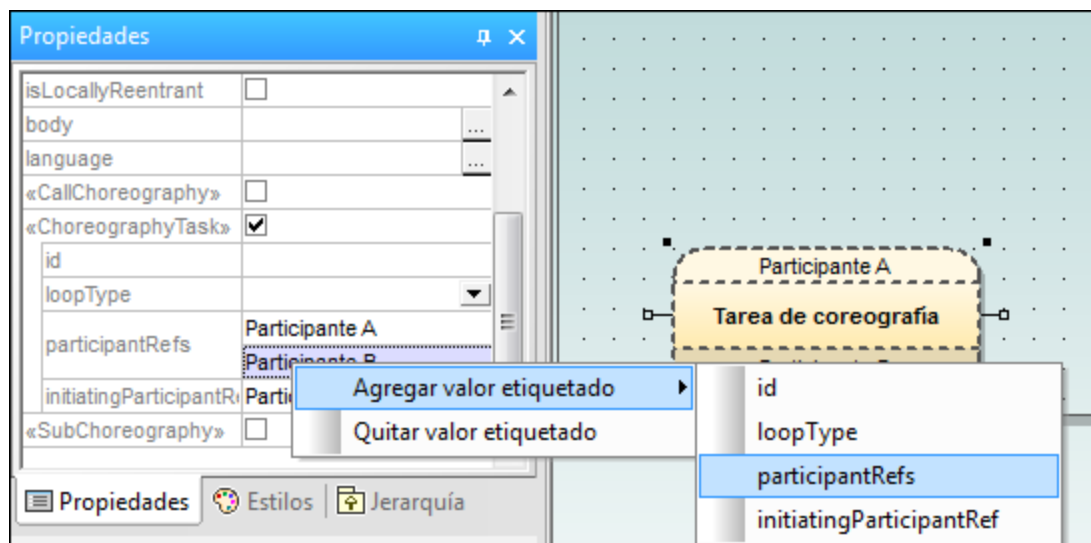 Propiedades
isLocallyReentrant
body
...
language
...
«CallChoreography»
«ChoreographyTask»
id
loopType
participantRefs
Participante A
Participante B
initiatingParticipantR
«SubChoreography»
Propiedades
Estilos
Jerarquía
Participante A
Tarea de coreografía
Agregar valor etiquetado
Quitar valor etiquetado
id
loopType
participantRefs
initiatingParticipantRef